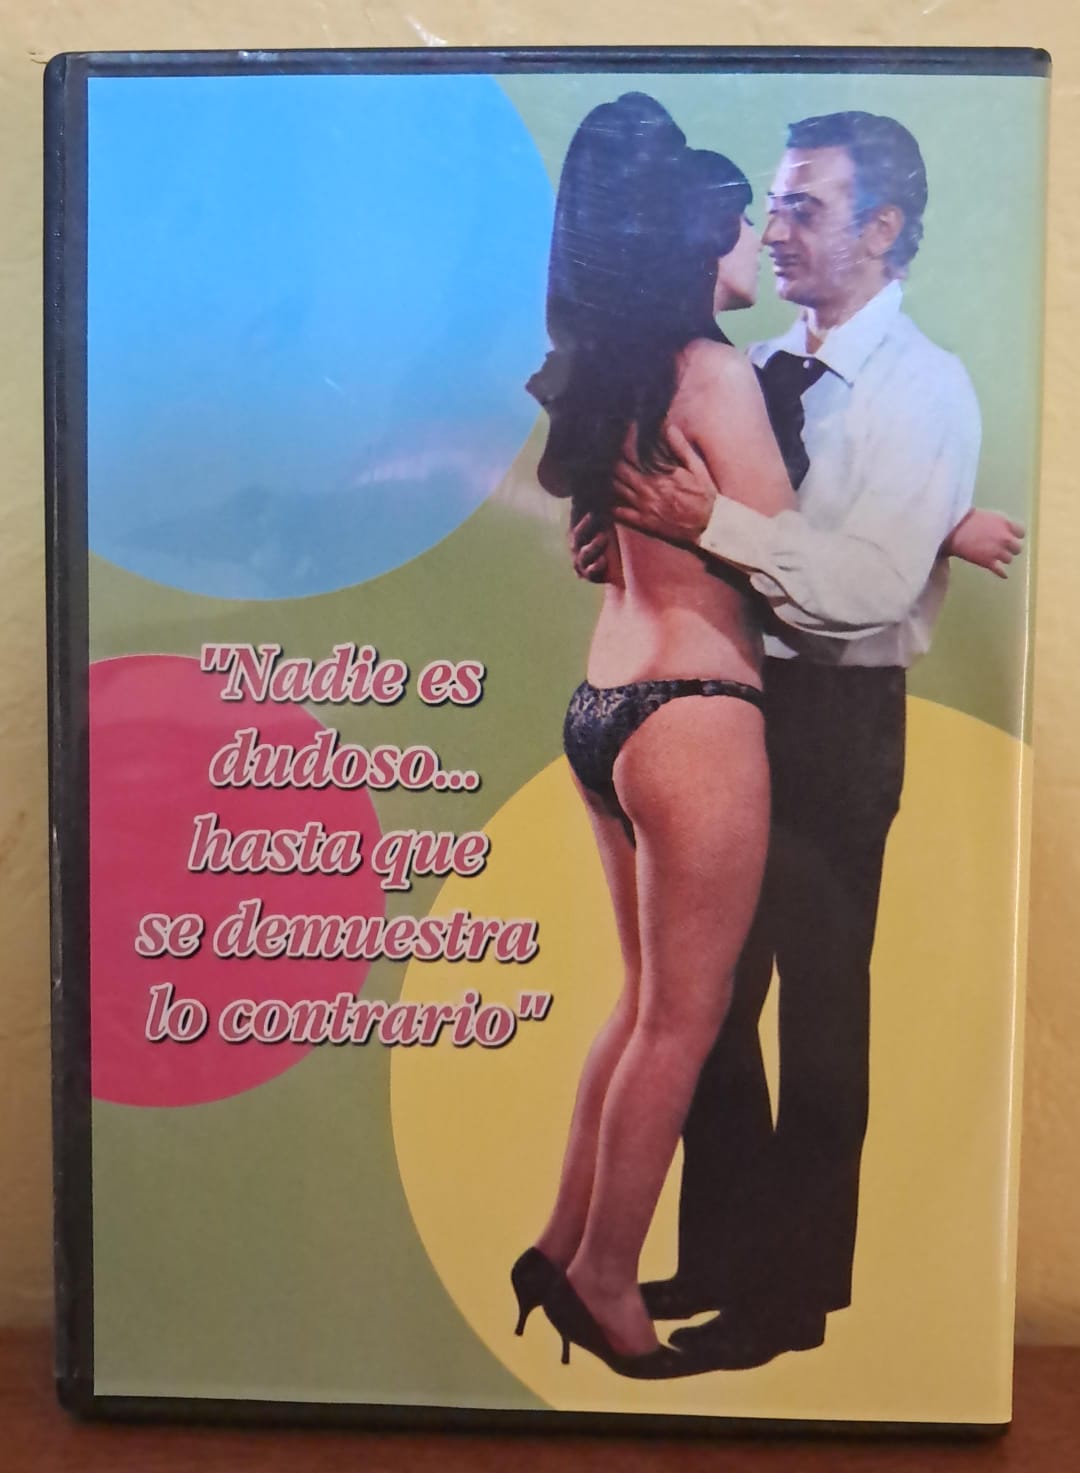 "Nadie es
dudoso...
hasta que
se demuestra
lo contrario"